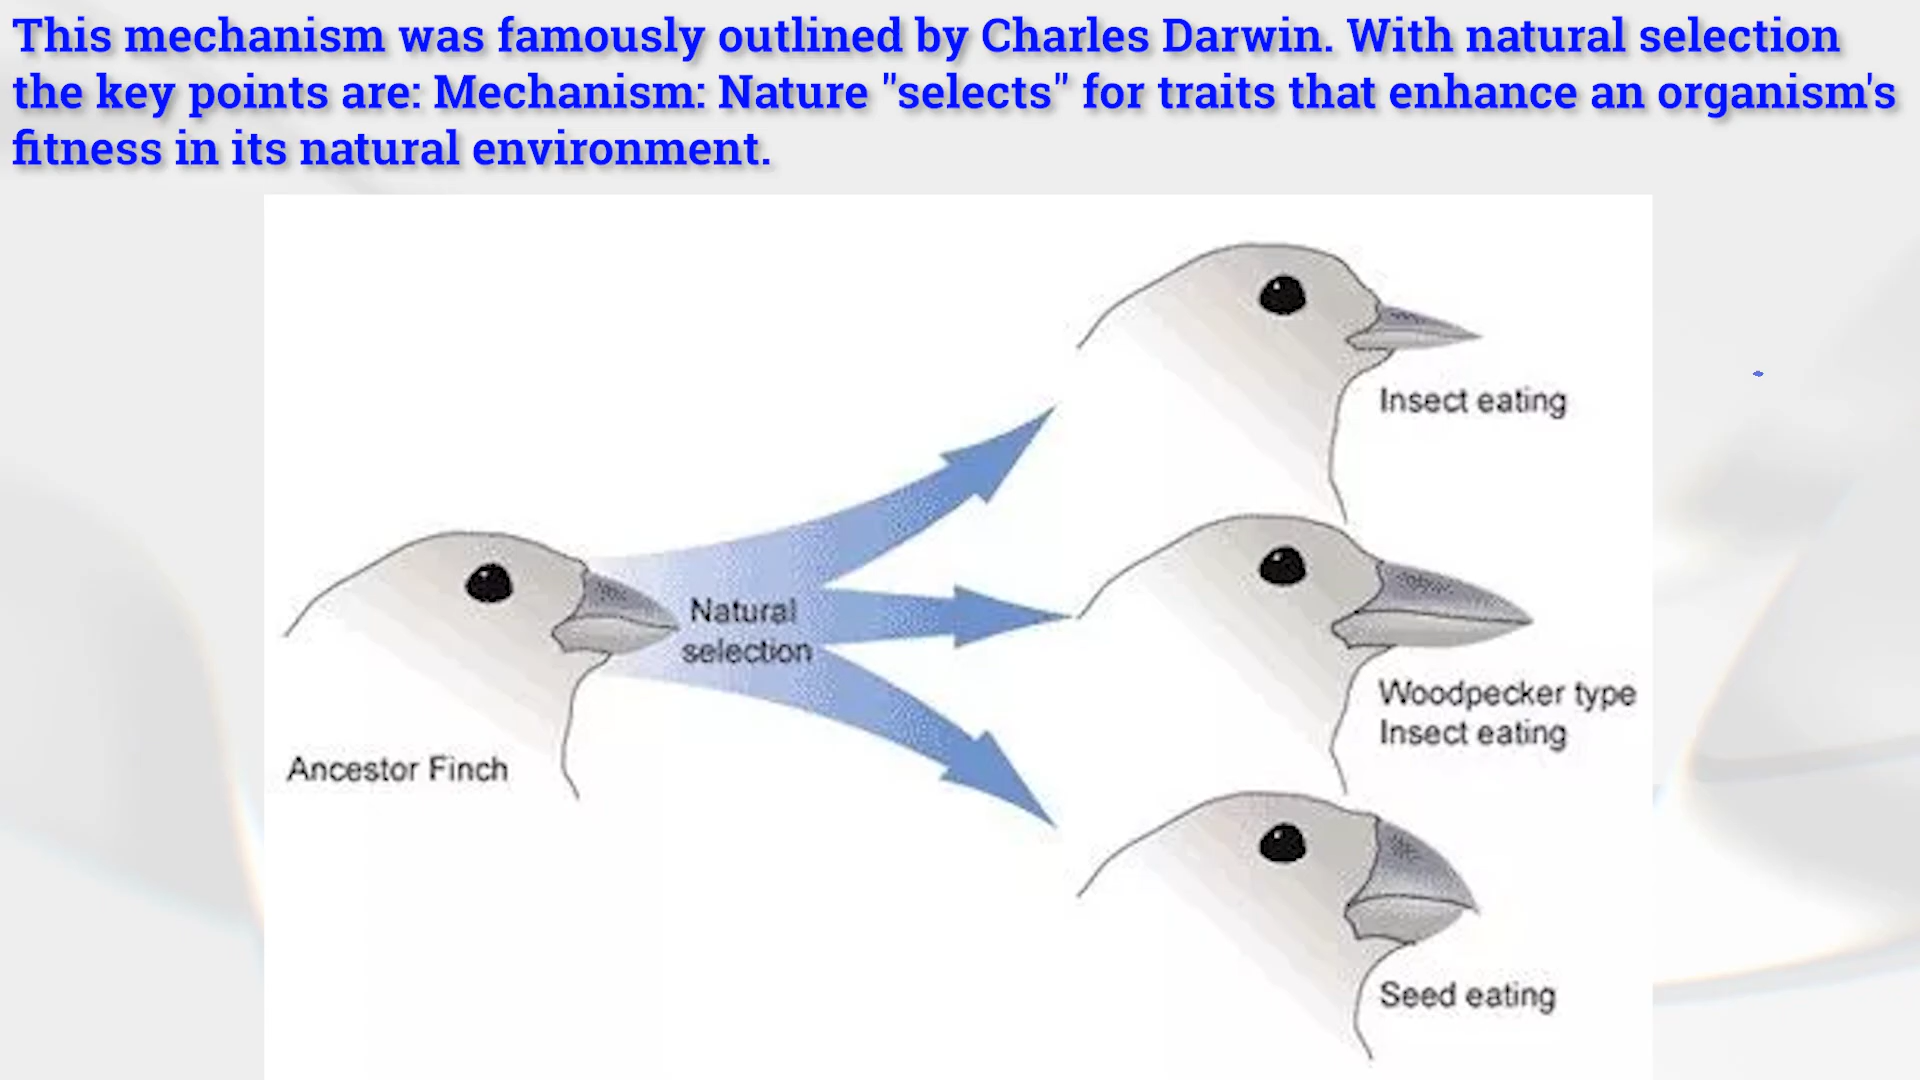 This mechanism was famously outlined by Charles Darwin. With natural selection
the key points are: Mechanism: Nature "selects" for traits that enhance an organism's
fitness in its natural environment.
Insect eating
Natural
selection
Woodpecker type
Insect eating
Ancestor Finch
Seed eating